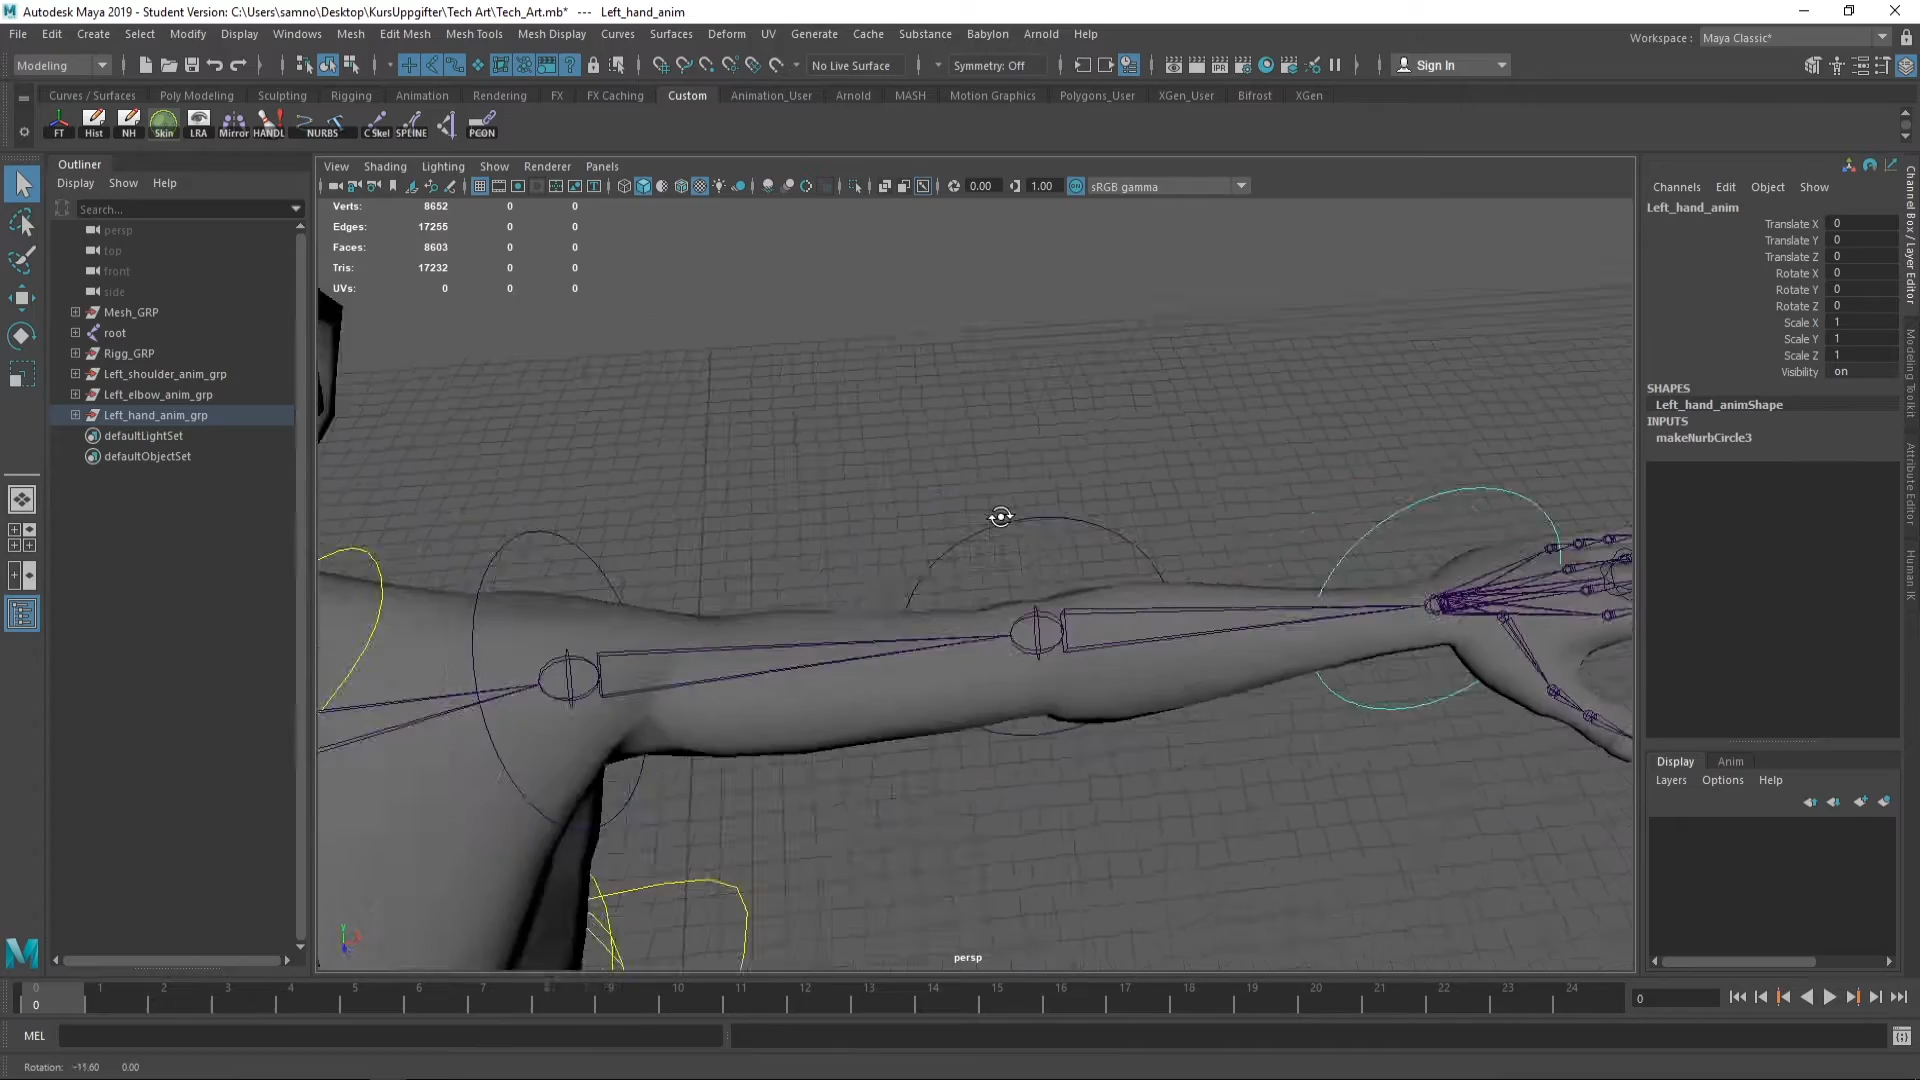 Autodesk Maya 2019 - Student Version: C:\Users\samno\Desktop\KursUppgifter\Tech Art\Tech_Art.mb* --- Left_hand_anim
File Edit Create Select Modify Display Windows Mesh Edit Mesh Mesh Tools Mesh Display Curves Surfaces Deform UV Generate Cache Substance Babylon Arnold Help
Workspace : Maya Classic*
Modeling No Live Surface Symmetry: Off Sign In
Curves / Surfaces Poly Modeling Sculpting Rigging Animation Rendering FX FX Caching Custom Animation_User Arnold MASH Motion Graphics Polygons_User XGen_User Bifrost XGen
FT Hist NH Skin LRA Mirror HANDL NURBS CSkel SPLINE PCON
Outliner
Display Show Help
Search...
persp
top
front
side
Mesh_GRP
root
Rigg_GRP
Left_shoulder_anim_grp
Left_elbow_anim_grp
Left_hand_anim_grp
defaultLightSet
defaultObjectSet
View Shading Lighting Show Renderer Panels
0.00 1.00 sRGB gamma
Verts: 8652 0 0
Edges: 17255 0 0
Faces: 8603 0 0
Tris: 17232 0 0
UVs: 0 0 0
y
persp
Channels Edit Object Show
Left_hand_anim
Translate X 0
Translate Y 0
Translate Z 0
Rotate X 0
Rotate Y 0
Rotate Z 0
Scale X 1
Scale Y 1
Scale Z 1
Visibility on
SHAPES
Left_hand_animShape
INPUTS
makeNurbCircle3
Channel Box / Layer Editor
Modeling Toolkit
Attribute Editor
Human IK
Display Anim
Layers Options Help
0 1 2 3 4 5 6 7 8 9 10 11 12 13 14 15 16 17 18 19 20 21 22 23 24
0
0
MEL
Rotation: -11.60 0.00